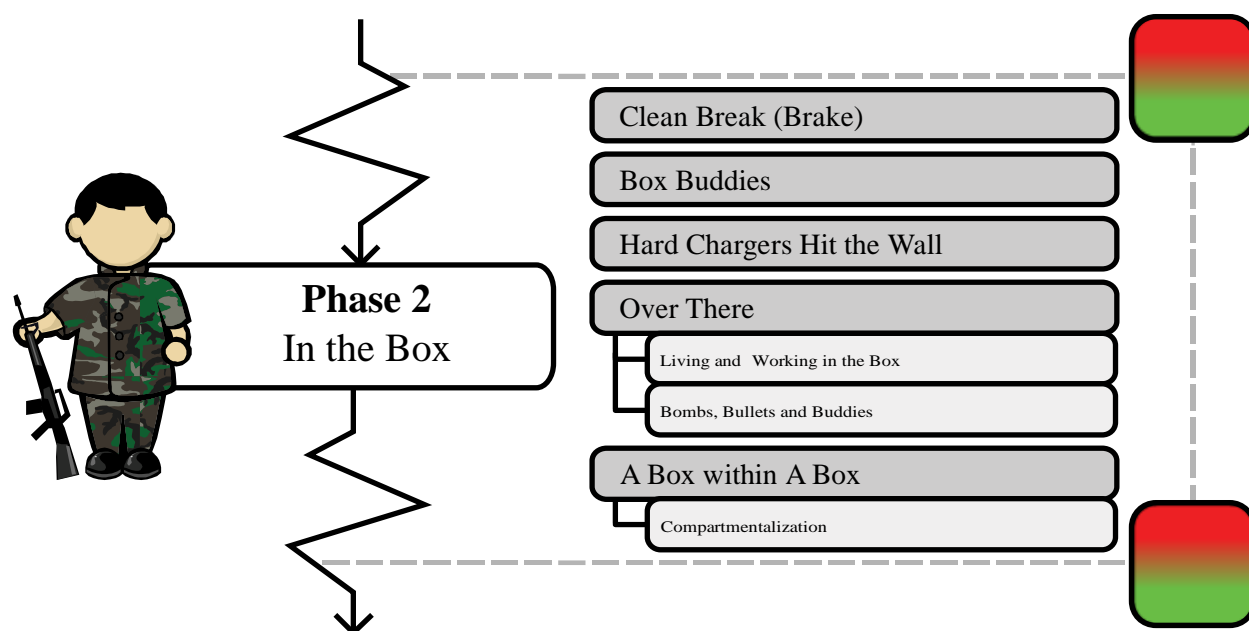 Clean Break (Brake)
Box Buddies
Hard Chargers Hit the Wall
Phase 2
In the Box
Over There
Living and Working in the Box
Bombs, Bullets and Buddies
A Box within A Box
Compartmentalization